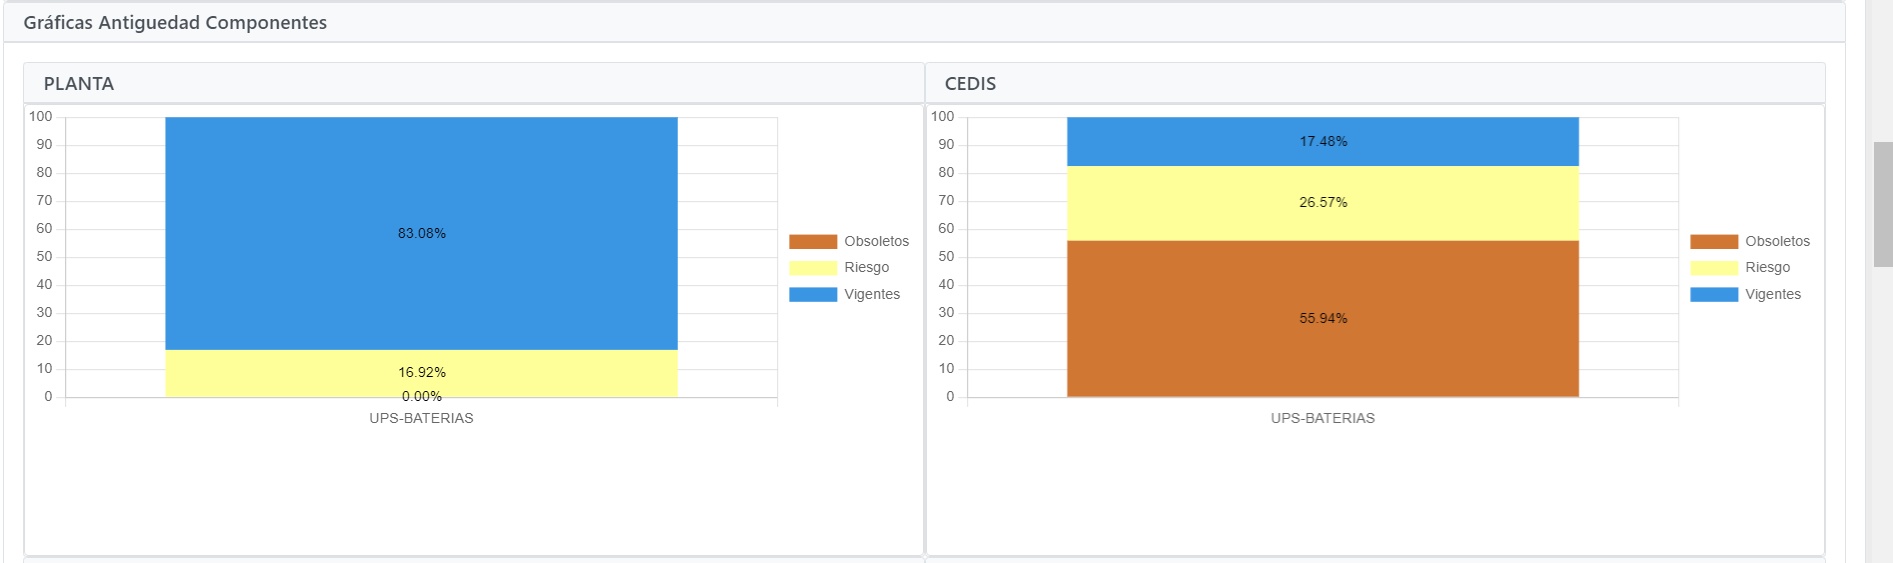 Gráficas Antiguedad Componentes
PLANTA
100
90
80
70
60
50
40
30
20
10
0
83.08%
16.92%
0.00%
UPS-BATERIAS
Obsoletos
Riesgo
Vigentes
CEDIS
100
90
80
70
60
50
40
30
20
10
0
17.48%
26.57%
55.94%
UPS-BATERIAS
Obsoletos
Riesgo
Vigentes